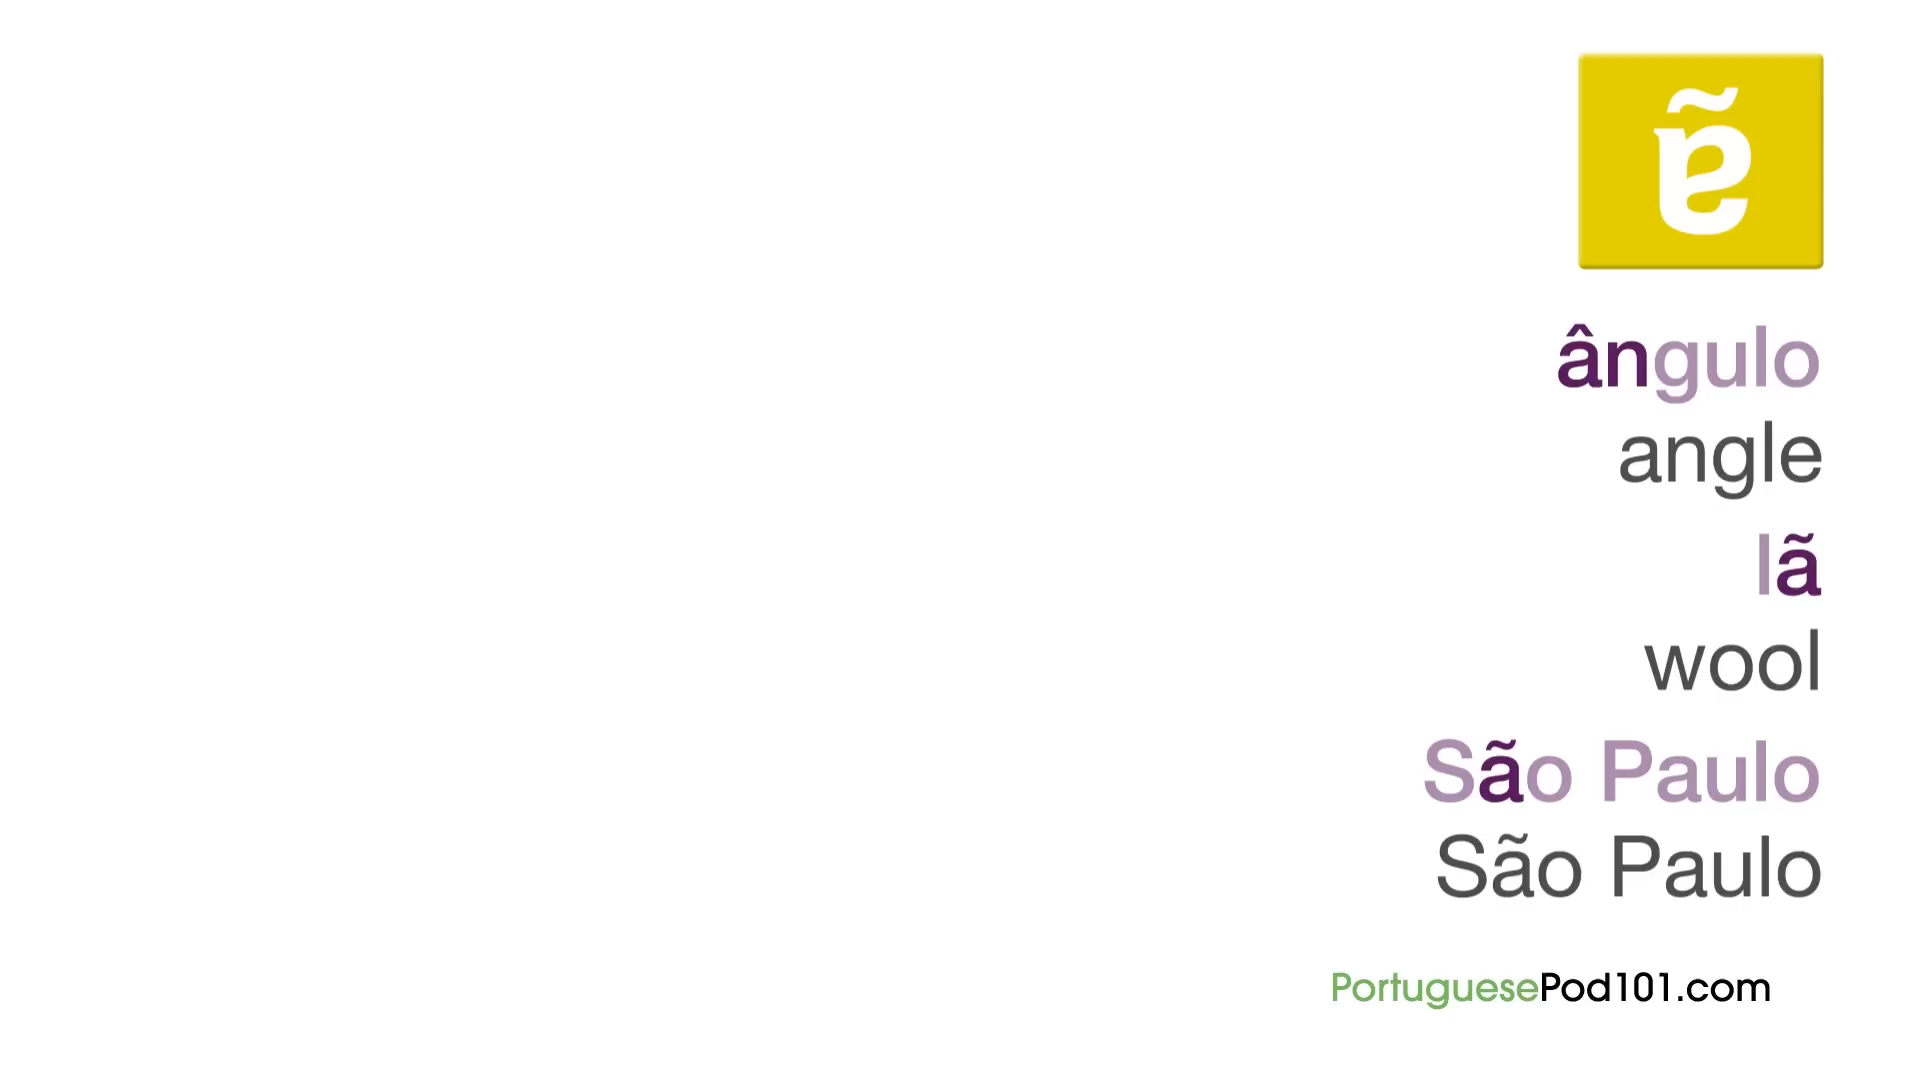 ɐ̃
ângulo
angle
lã
wool
São Paulo
São Paulo
PortuguesePod101.com